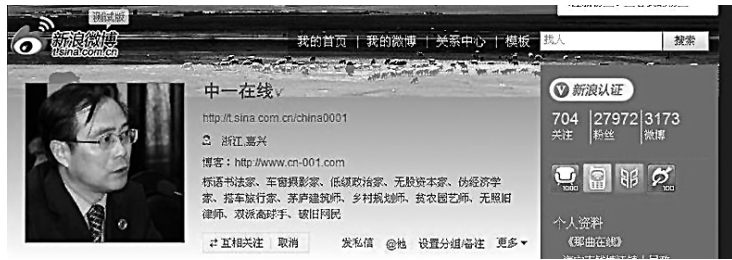 测试版
新浪微博
t.sina.com.cn
我的首页 | 我的微博 | 关系中心 | 模板
找人
搜索
中一在线
http://t.sina.com.cn/china0001
浙江,嘉兴
博客：http://www.cn-001.com
标语书法家、车窗摄影家、低级政治家、无股资本家、伪经济学
家、搭车旅行家、茅庐建筑师、乡村规划师、贫农园艺师、无照旧
律师、双派高球手、破旧网民
互相关注 | 取消
发私信 @他 设置分组/备注 更多
新浪认证
704 27972 3173
关注 粉丝 微博
1000
100
个人资料
《那曲在线》